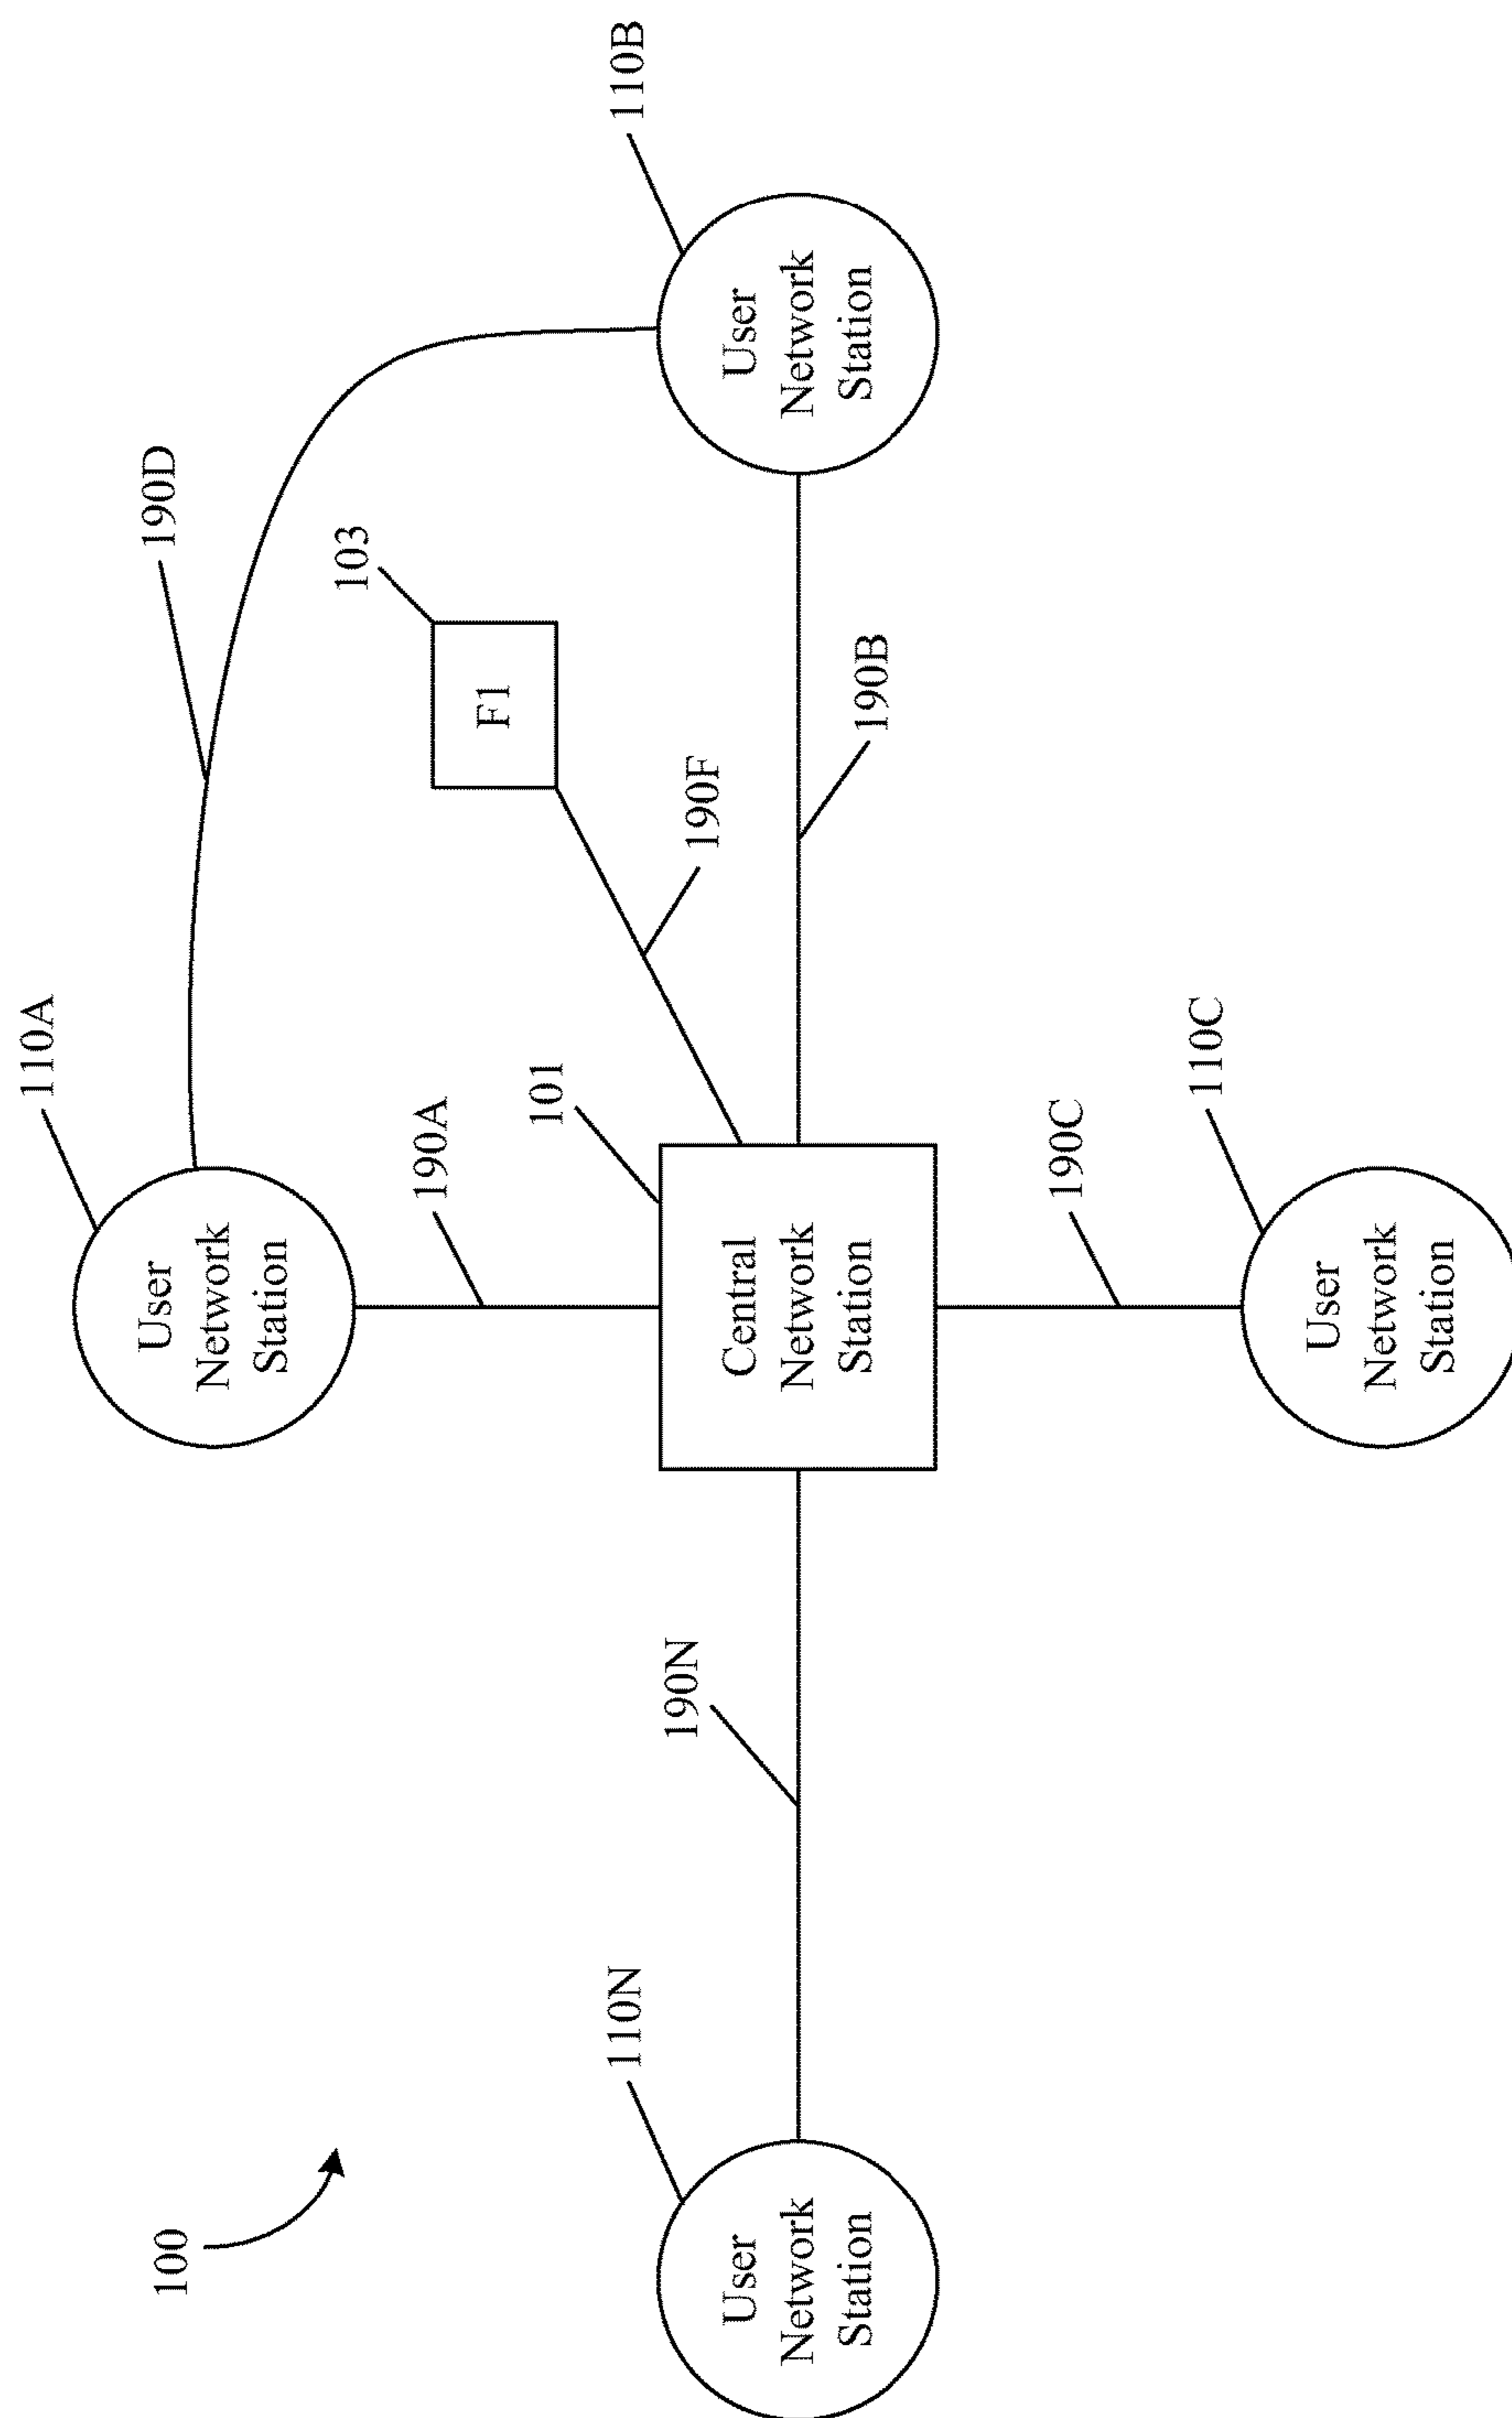 100
110A
User
Network
Station
190A
190D
103
F1
101
190F
110N
User
Network
Station
190N
Central
Network
Station
190B
110B
User
Network
Station
190C
110C
User
Network
Station